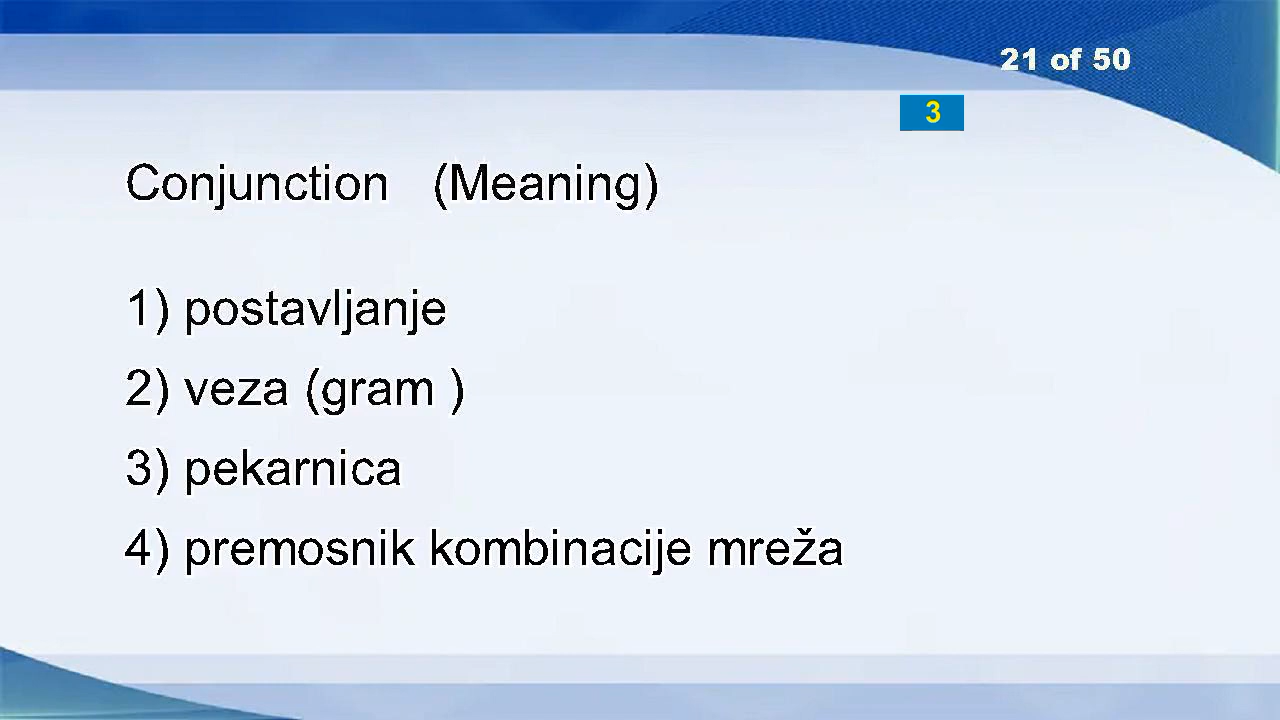 21 of 50
3
Conjunction (Meaning)
1) postavljanje
2) veza (gram )
3) pekarnica
4) premosnik kombinacije mreža